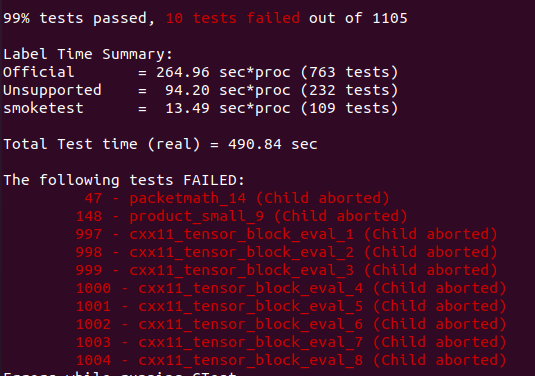 99% tests passed, 10 tests failed out of 1105
Label Time Summary:
Official = 264.96 sec*proc (763 tests)
Unsupported = 94.20 sec*proc (232 tests)
smoketest = 13.49 sec*proc (109 tests)
Total Test time (real) = 490.84 sec
The following tests FAILED:
47 - packetmath_14 (Child aborted)
148 - product_small_9 (Child aborted)
997 - cxx11_tensor_block_eval_1 (Child aborted)
998 - cxx11_tensor_block_eval_2 (Child aborted)
999 - cxx11_tensor_block_eval_3 (Child aborted)
1000 - cxx11_tensor_block_eval_4 (Child aborted)
1001 - cxx11_tensor_block_eval_5 (Child aborted)
1002 - cxx11_tensor_block_eval_6 (Child aborted)
1003 - cxx11_tensor_block_eval_7 (Child aborted)
1004 - cxx11_tensor_block_eval_8 (Child aborted)
Errors while running CTest